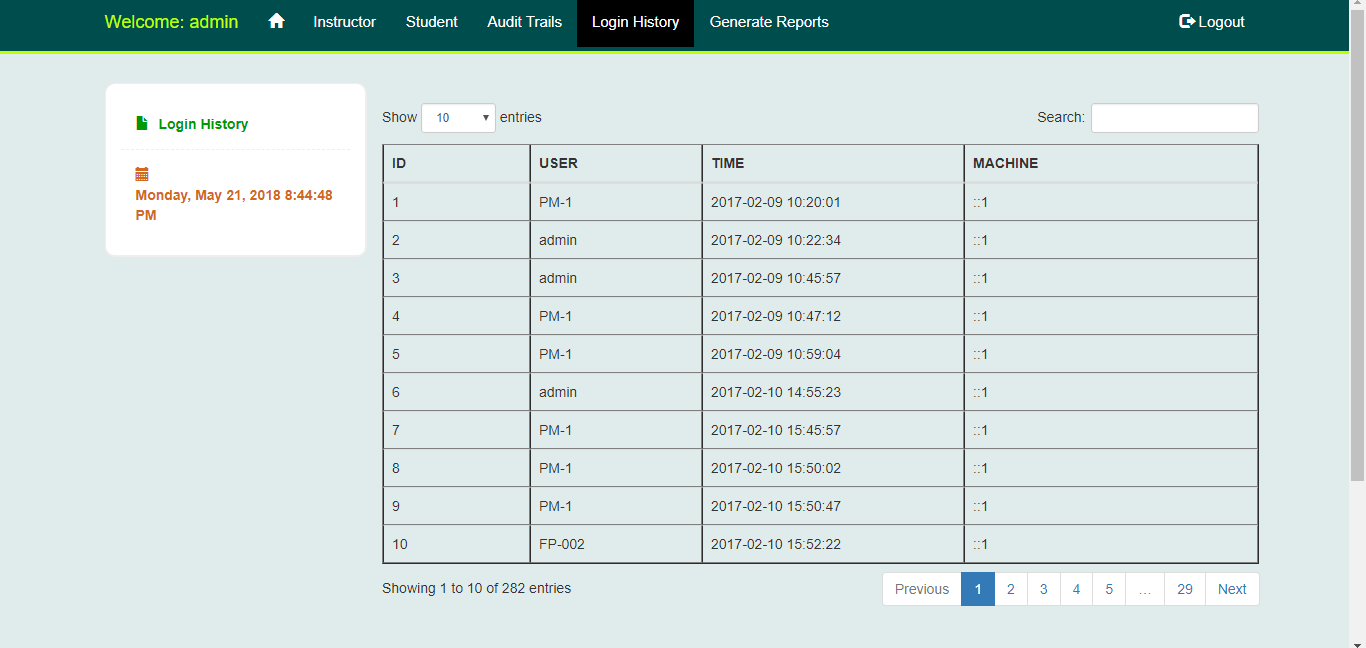 Welcome: admin Instructor Student Audit Trails Login History Generate Reports Logout
Login History
Monday, May 21, 2018 8:44:48
PM
Show 10 entries Search:
ID USER TIME MACHINE
1 PM-1 2017-02-09 10:20:01 ::1
2 admin 2017-02-09 10:22:34 ::1
3 admin 2017-02-09 10:45:57 ::1
4 PM-1 2017-02-09 10:47:12 ::1
5 PM-1 2017-02-09 10:59:04 ::1
6 admin 2017-02-10 14:55:23 ::1
7 PM-1 2017-02-10 15:45:57 ::1
8 PM-1 2017-02-10 15:50:02 ::1
9 PM-1 2017-02-10 15:50:47 ::1
10 FP-002 2017-02-10 15:52:22 ::1
Showing 1 to 10 of 282 entries Previous 1 2 3 4 5 … 29 Next